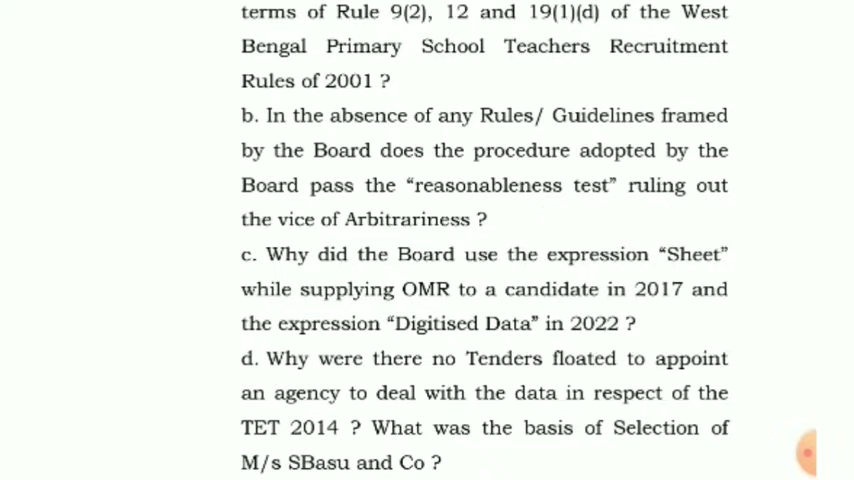 terms of Rule 9(2), 12 and 19(1)(d) of the West
Bengal Primary School Teachers Recruitment
Rules of 2001 ?
b. In the absence of any Rules/ Guidelines framed
by the Board does the procedure adopted by the
Board pass the “reasonableness test” ruling out
the vice of Arbitrariness ?
c. Why did the Board use the expression “Sheet”
while supplying OMR to a candidate in 2017 and
the expression “Digitised Data” in 2022 ?
d. Why were there no Tenders floated to appoint
an agency to deal with the data in respect of the
TET 2014 ? What was the basis of Selection of
M/s SBasu and Co ?